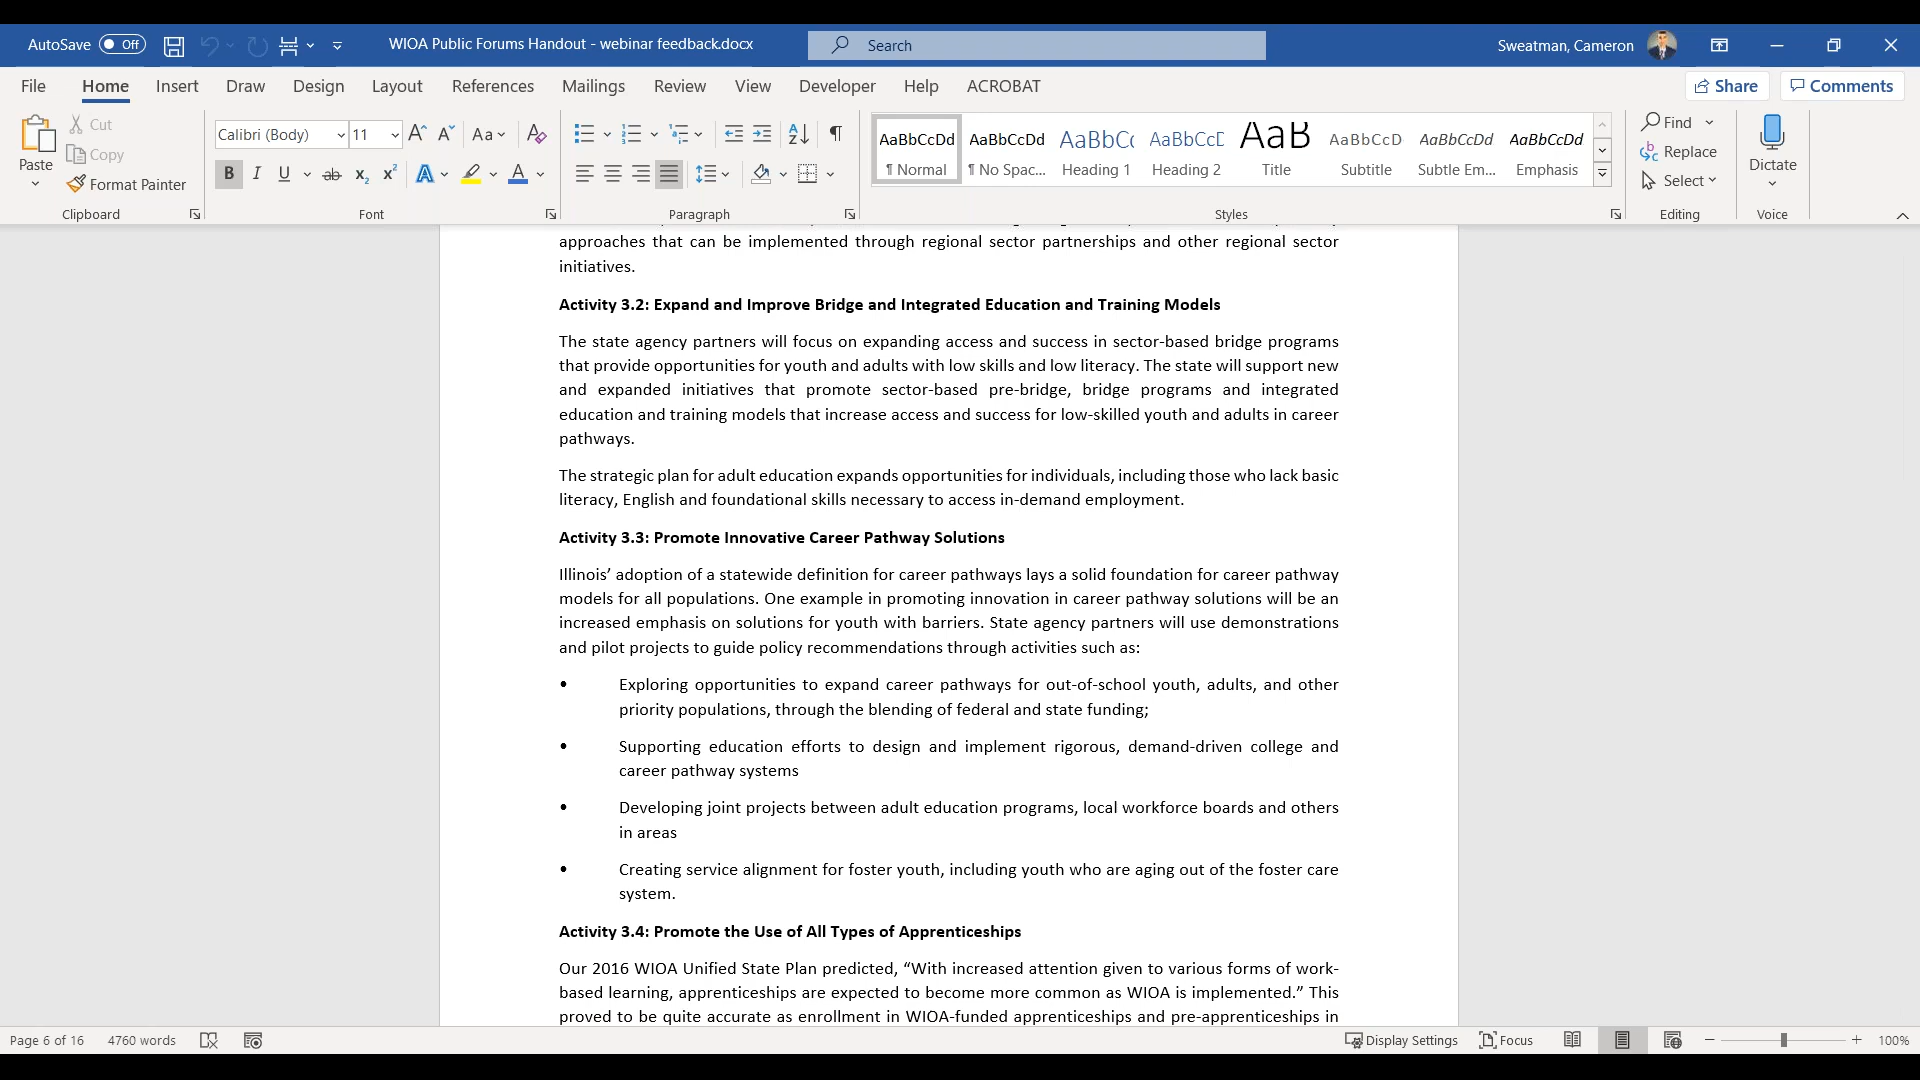 AutoSave Off
WIOA Public Forums Handout - webinar feedback.docx
Search
Sweatman, Cameron
File Home Insert Draw Design Layout References Mailings Review View Developer Help ACROBAT
Share Comments
Paste
Cut
Copy
Format Painter
Clipboard
Calibri (Body) 11
Aa
B I U ab x₂ x² A A
Font
Paragraph
AaBbCcDd AaBbCcDd AaBbC AaBbCcD AaB AaBbCcD AaBbCcDd AaBbCcDd
¶ Normal ¶ No Spac... Heading 1 Heading 2 Title Subtitle Subtle Em... Emphasis
Styles
Find
Replace
Select
Editing
Dictate
Voice
approaches that can be implemented through regional sector partnerships and other regional sector
initiatives.
Activity 3.2: Expand and Improve Bridge and Integrated Education and Training Models
The state agency partners will focus on expanding access and success in sector-based bridge programs
that provide opportunities for youth and adults with low skills and low literacy. The state will support new
and expanded initiatives that promote sector-based pre-bridge, bridge programs and integrated
education and training models that increase access and success for low-skilled youth and adults in career
pathways.
The strategic plan for adult education expands opportunities for individuals, including those who lack basic
literacy, English and foundational skills necessary to access in-demand employment.
Activity 3.3: Promote Innovative Career Pathway Solutions
Illinois’ adoption of a statewide definition for career pathways lays a solid foundation for career pathway
models for all populations. One example in promoting innovation in career pathway solutions will be an
increased emphasis on solutions for youth with barriers. State agency partners will use demonstrations
and pilot projects to guide policy recommendations through activities such as:
• Exploring opportunities to expand career pathways for out-of-school youth, adults, and other
priority populations, through the blending of federal and state funding;
• Supporting education efforts to design and implement rigorous, demand-driven college and
career pathway systems
• Developing joint projects between adult education programs, local workforce boards and others
in areas
• Creating service alignment for foster youth, including youth who are aging out of the foster care
system.
Activity 3.4: Promote the Use of All Types of Apprenticeships
Our 2016 WIOA Unified State Plan predicted, “With increased attention given to various forms of work-
based learning, apprenticeships are expected to become more common as WIOA is implemented.” This
proved to be quite accurate as enrollment in WIOA-funded apprenticeships and pre-apprenticeships in
Page 6 of 16 4760 words
Display Settings Focus 100%